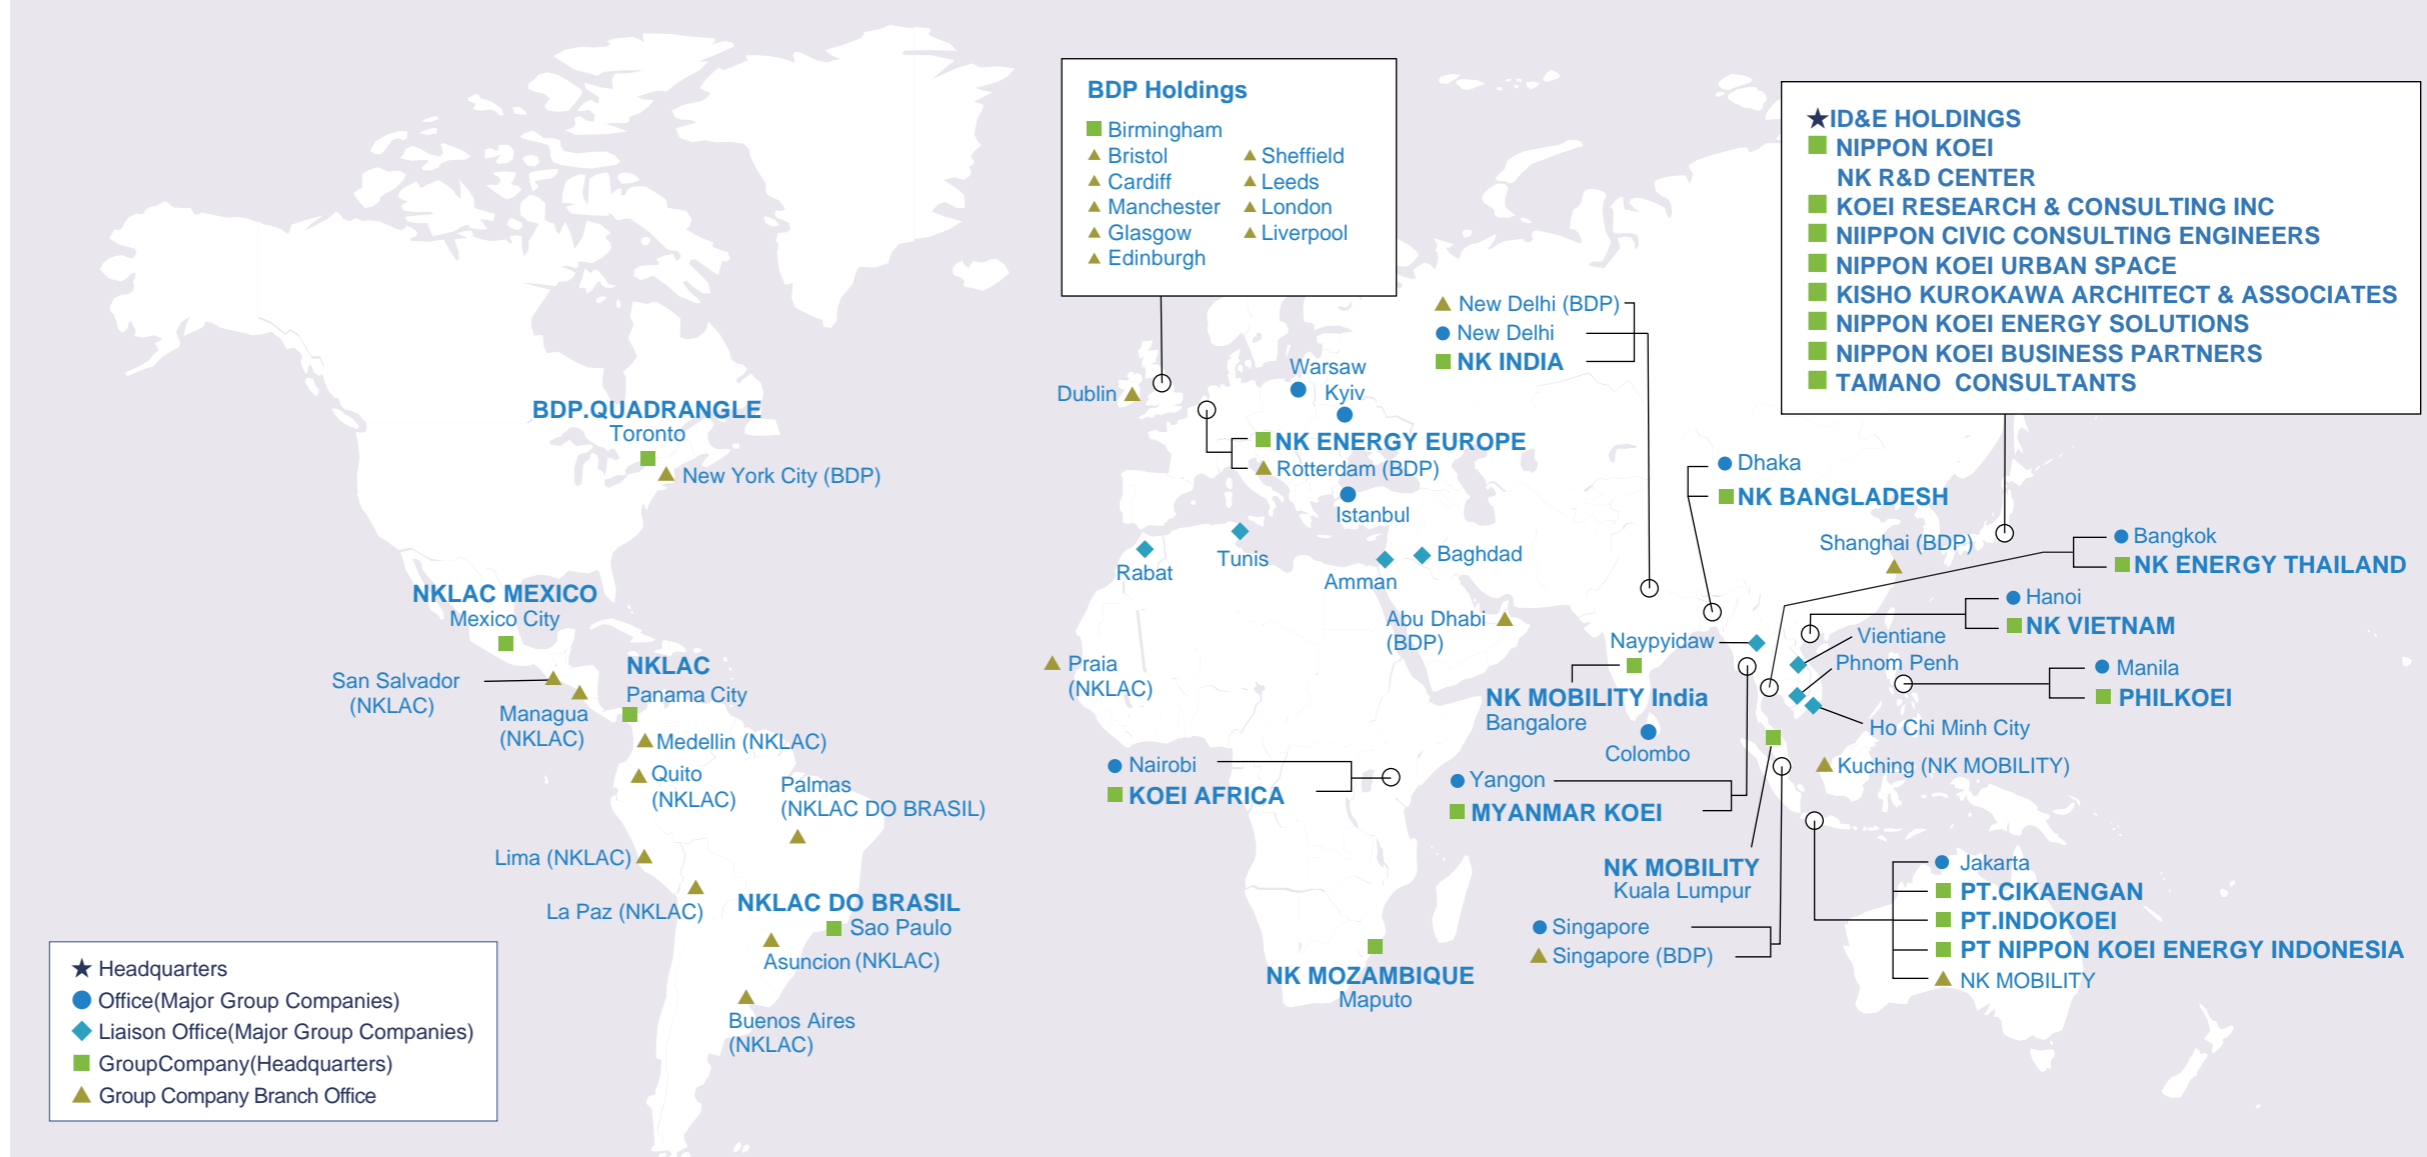 BDP Holdings
Birmingham
Bristol
Cardiff
Manchester
Glasgow
Edinburgh
Sheffield
Leeds
London
Liverpool
★ID&E HOLDINGS
NIPPON KOEI
NK R&D CENTER
KOEI RESEARCH & CONSULTING INC
NIIPPON CIVIC CONSULTING ENGINEERS
NIPPON KOEI URBAN SPACE
KISHO KUROKAWA ARCHITECT & ASSOCIATES
NIPPON KOEI ENERGY SOLUTIONS
NIPPON KOEI BUSINESS PARTNERS
TAMANO CONSULTANTS
BDP.QUADRANGLE
Toronto
New York City (BDP)
NKLAC MEXICO
Mexico City
San Salvador
(NKLAC)
Managua
(NKLAC)
NKLAC
Panama City
Medellin (NKLAC)
Quito
(NKLAC)
Palmas
(NKLAC DO BRASIL)
Lima (NKLAC)
La Paz (NKLAC)
NKLAC DO BRASIL
Sao Paulo
Asuncion (NKLAC)
Buenos Aires
(NKLAC)
Dublin
Warsaw
Kyiv
NK ENERGY EUROPE
Rotterdam (BDP)
Istanbul
Rabat
Tunis
Amman
Baghdad
Abu Dhabi
(BDP)
Praia
(NKLAC)
Nairobi
KOEI AFRICA
NK MOZAMBIQUE
Maputo
New Delhi (BDP)
New Delhi
NK INDIA
Dhaka
NK BANGLADESH
Shanghai (BDP)
Bangkok
NK ENERGY THAILAND
Hanoi
NK VIETNAM
Naypyidaw
Vientiane
Phnom Penh
Manila
PHILKOEI
NK MOBILITY India
Bangalore
Colombo
Ho Chi Minh City
Kuching (NK MOBILITY)
Yangon
MYANMAR KOEI
NK MOBILITY
Kuala Lumpur
Singapore
Singapore (BDP)
Jakarta
PT.CIKAENGAN
PT.INDOKOEI
PT NIPPON KOEI ENERGY INDONESIA
NK MOBILITY
★ Headquarters
Office(Major Group Companies)
Liaison Office(Major Group Companies)
GroupCompany(Headquarters)
Group Company Branch Office